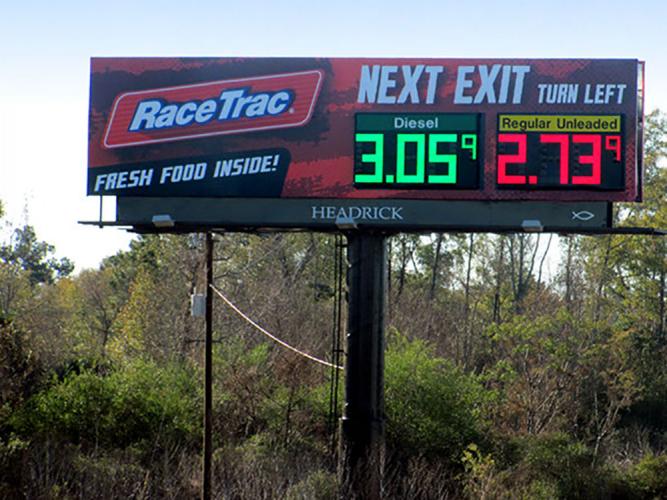 RaceTrac
FRESH FOOD INSIDE!
NEXT EXIT TURN LEFT
Diesel
3.059
Regular Unleaded
2.739
HEADRICK